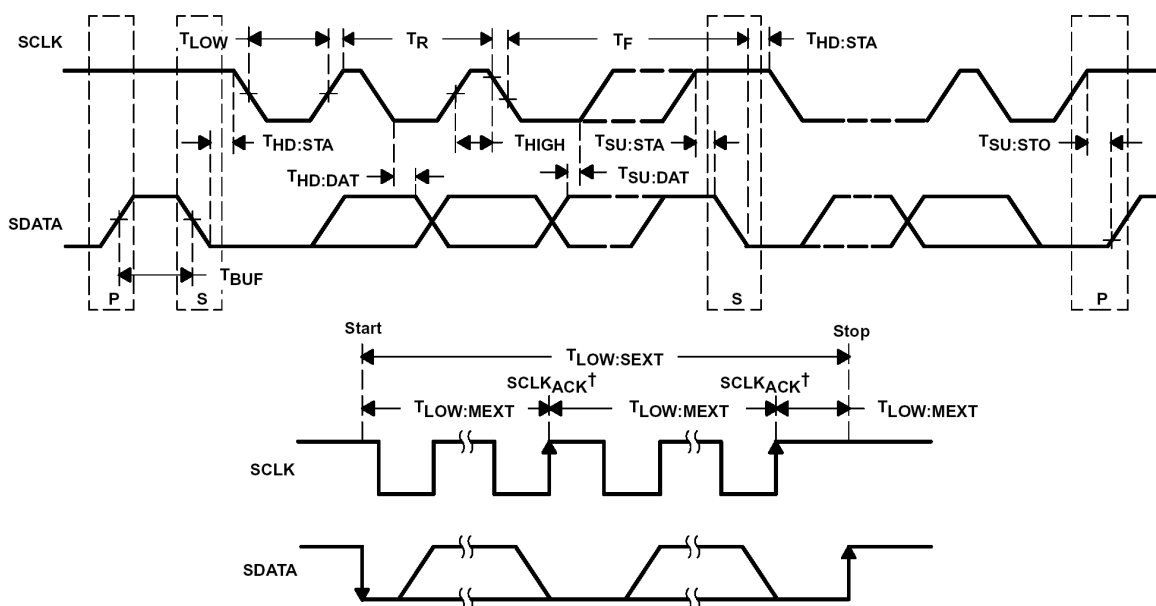 SCLK
TLOW
TR
TF
THD:STA
THD:STA
THIGH
TSU:STA
TSU:STO
THD:DAT
TSU:DAT
SDATA
TBUF
P
S
S
P
Start
Stop
TLOW:SEXT
SCLKACK†
SCLKACK†
TLOW:MEXT
TLOW:MEXT
TLOW:MEXT
SCLK
SDATA